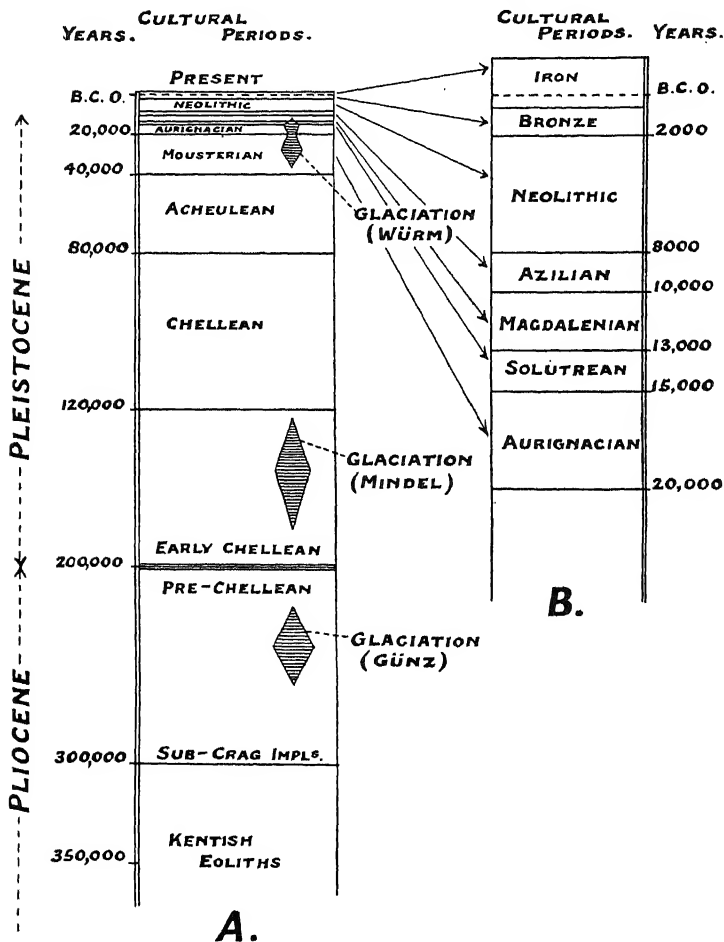 YEARS.
CULTURAL
PERIODS.
PRESENT
B.C. O.
NEOLITHIC
20,000
AURIGNACIAN
MOUSTERIAN
40,000
ACHEULEAN
80,000
CHELLEAN
120,000
EARLY CHELLEAN
200,000
PRE-CHELLEAN
300,000
SUB-CRAG IMPLS.
KENTISH
EOLITHS
350,000
PLEISTOCENE
PLIOCENE
GLACIATION
(WÜRM)
GLACIATION
(MINDEL)
GLACIATION
(GÜNZ)
A.
CULTURAL
PERIODS.
YEARS.
IRON
B.C. O.
BRONZE
2000
NEOLITHIC
8000
AZILIAN
10,000
MAGDALENIAN
13,000
SOLÜTREAN
15,000
AURIGNACIAN
20,000
B.